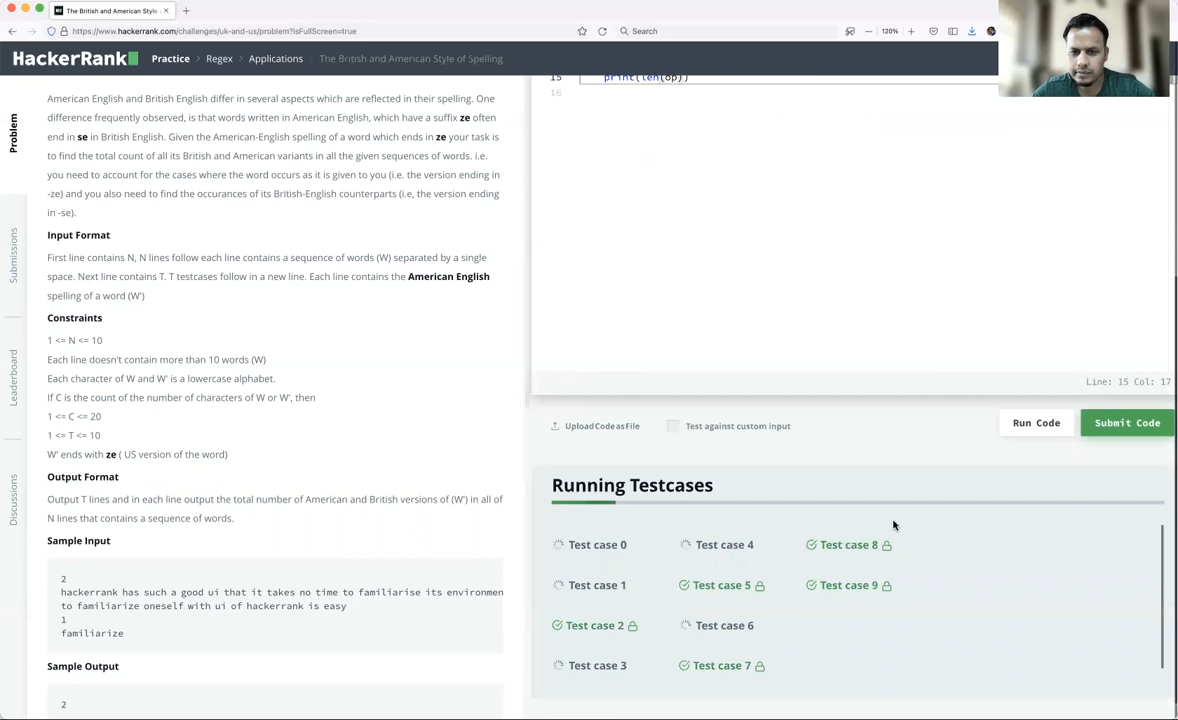 The British and American Style
https://www.hackerrank.com/challenges/uk-and-us/problem?isFullScreen=true
120%
Search
HackerRank
Practice > Regex > Applications > The British and American Style of Spelling
Problem
Submissions
Leaderboard
Discussions
American English and British English differ in several aspects which are reflected in their spelling. One
difference frequently observed, is that words written in American English, which have a suffix ze often
end in se in British English. Given the American-English spelling of a word which ends in ze your task is
to find the total count of all its British and American variants in all the given sequences of words. i.e.
you need to account for the cases where the word occurs as it is given to you (i.e. the version ending in
-ze) and you also need to find the occurances of its British-English counterparts (i.e, the version ending
in -se).
Input Format
First line contains N, N lines follow each line contains a sequence of words (W) separated by a single
space. Next line contains T. T testcases follow in a new line. Each line contains the American English
spelling of a word (W')
Constraints
1 <= N <= 10
Each line doesn't contain more than 10 words (W)
Each character of W and W' is a lowercase alphabet.
If C is the count of the number of characters of W or W', then
1 <= C <= 20
1 <= T <= 10
W' ends with ze ( US version of the word)
Output Format
Output T lines and in each line output the total number of American and British versions of (W') in all of
N lines that contains a sequence of words.
Sample Input
2
hackerrank has such a good ui that it takes no time to familiarise its environmen
to familiarize oneself with ui of hackerrank is easy
1
familiarize
Sample Output
2
15 print(len(op))
16
Line: 15 Col: 17
Upload Code as File
Test against custom input
Run Code
Submit Code
Running Testcases
Test case 0
Test case 4
Test case 8
Test case 1
Test case 5
Test case 9
Test case 2
Test case 6
Test case 3
Test case 7